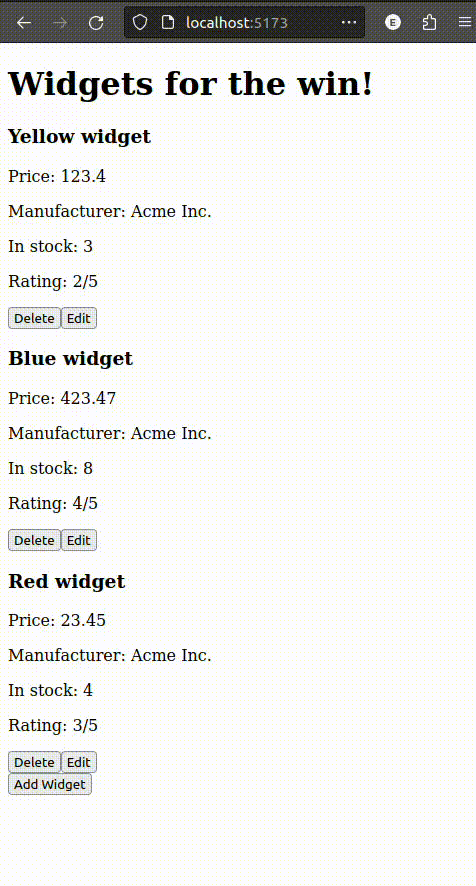 localhost:5173
E
Widgets for the win!
Yellow widget
Price: 123.4
Manufacturer: Acme Inc.
In stock: 3
Rating: 2/5
Delete Edit
Blue widget
Price: 423.47
Manufacturer: Acme Inc.
In stock: 8
Rating: 4/5
Delete Edit
Red widget
Price: 23.45
Manufacturer: Acme Inc.
In stock: 4
Rating: 3/5
Delete Edit
Add Widget